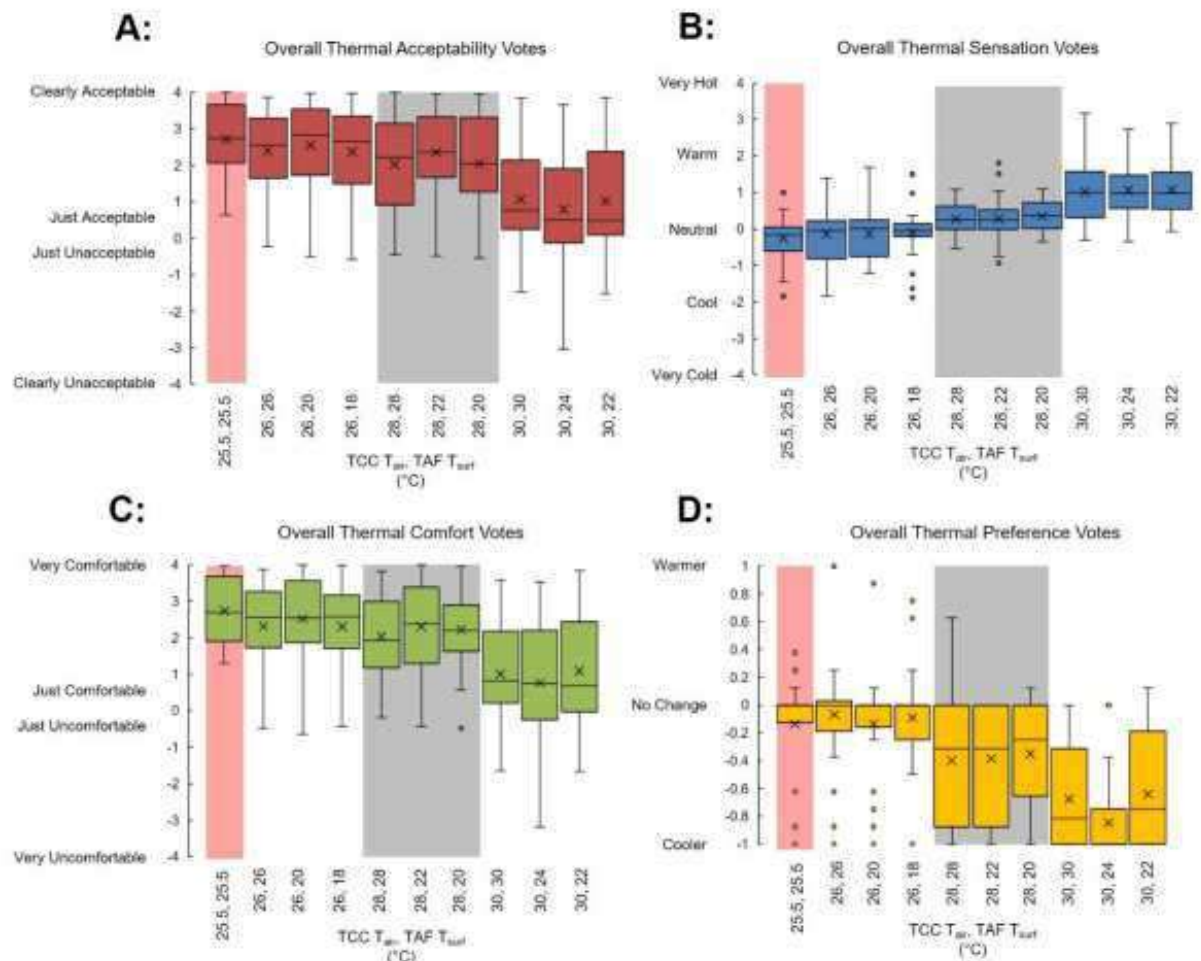 A:
Overall Thermal Acceptability Votes
Clearly Acceptable
Just Acceptable
Just Unacceptable
Clearly Unacceptable
4
3
2
1
0
-1
-2
-3
-4
25.5, 25.5
26, 26
26, 20
26, 18
28, 28
28, 22
28, 20
30, 30
30, 24
30, 22
TCC Tair, TAF Tsurf
(°C)
B:
Overall Thermal Sensation Votes
Very Hot
Warm
Neutral
Cool
Very Cold
4
3
2
1
0
-1
-2
-3
-4
25.5, 25.5
26, 26
26, 20
26, 18
28, 28
28, 22
28, 20
30, 30
30, 24
30, 22
TCC Tair, TAF Tsurf
(°C)
C:
Overall Thermal Comfort Votes
Very Comfortable
Just Comfortable
Just Uncomfortable
Very Uncomfortable
4
3
2
1
0
-1
-2
-3
-4
25.5, 25.5
26, 26
26, 20
26, 18
28, 28
28, 22
28, 20
30, 30
30, 24
30, 22
TCC Tair, TAF Tsurf
(°C)
D:
Overall Thermal Preference Votes
Warmer
No Change
Cooler
1
0.8
0.6
0.4
0.2
0
-0.2
-0.4
-0.6
-0.8
-1
25.5, 25.5
26, 26
26, 20
26, 18
28, 28
28, 22
28, 20
30, 30
30, 24
30, 22
TCC Tair, TAF Tsurf
(°C)